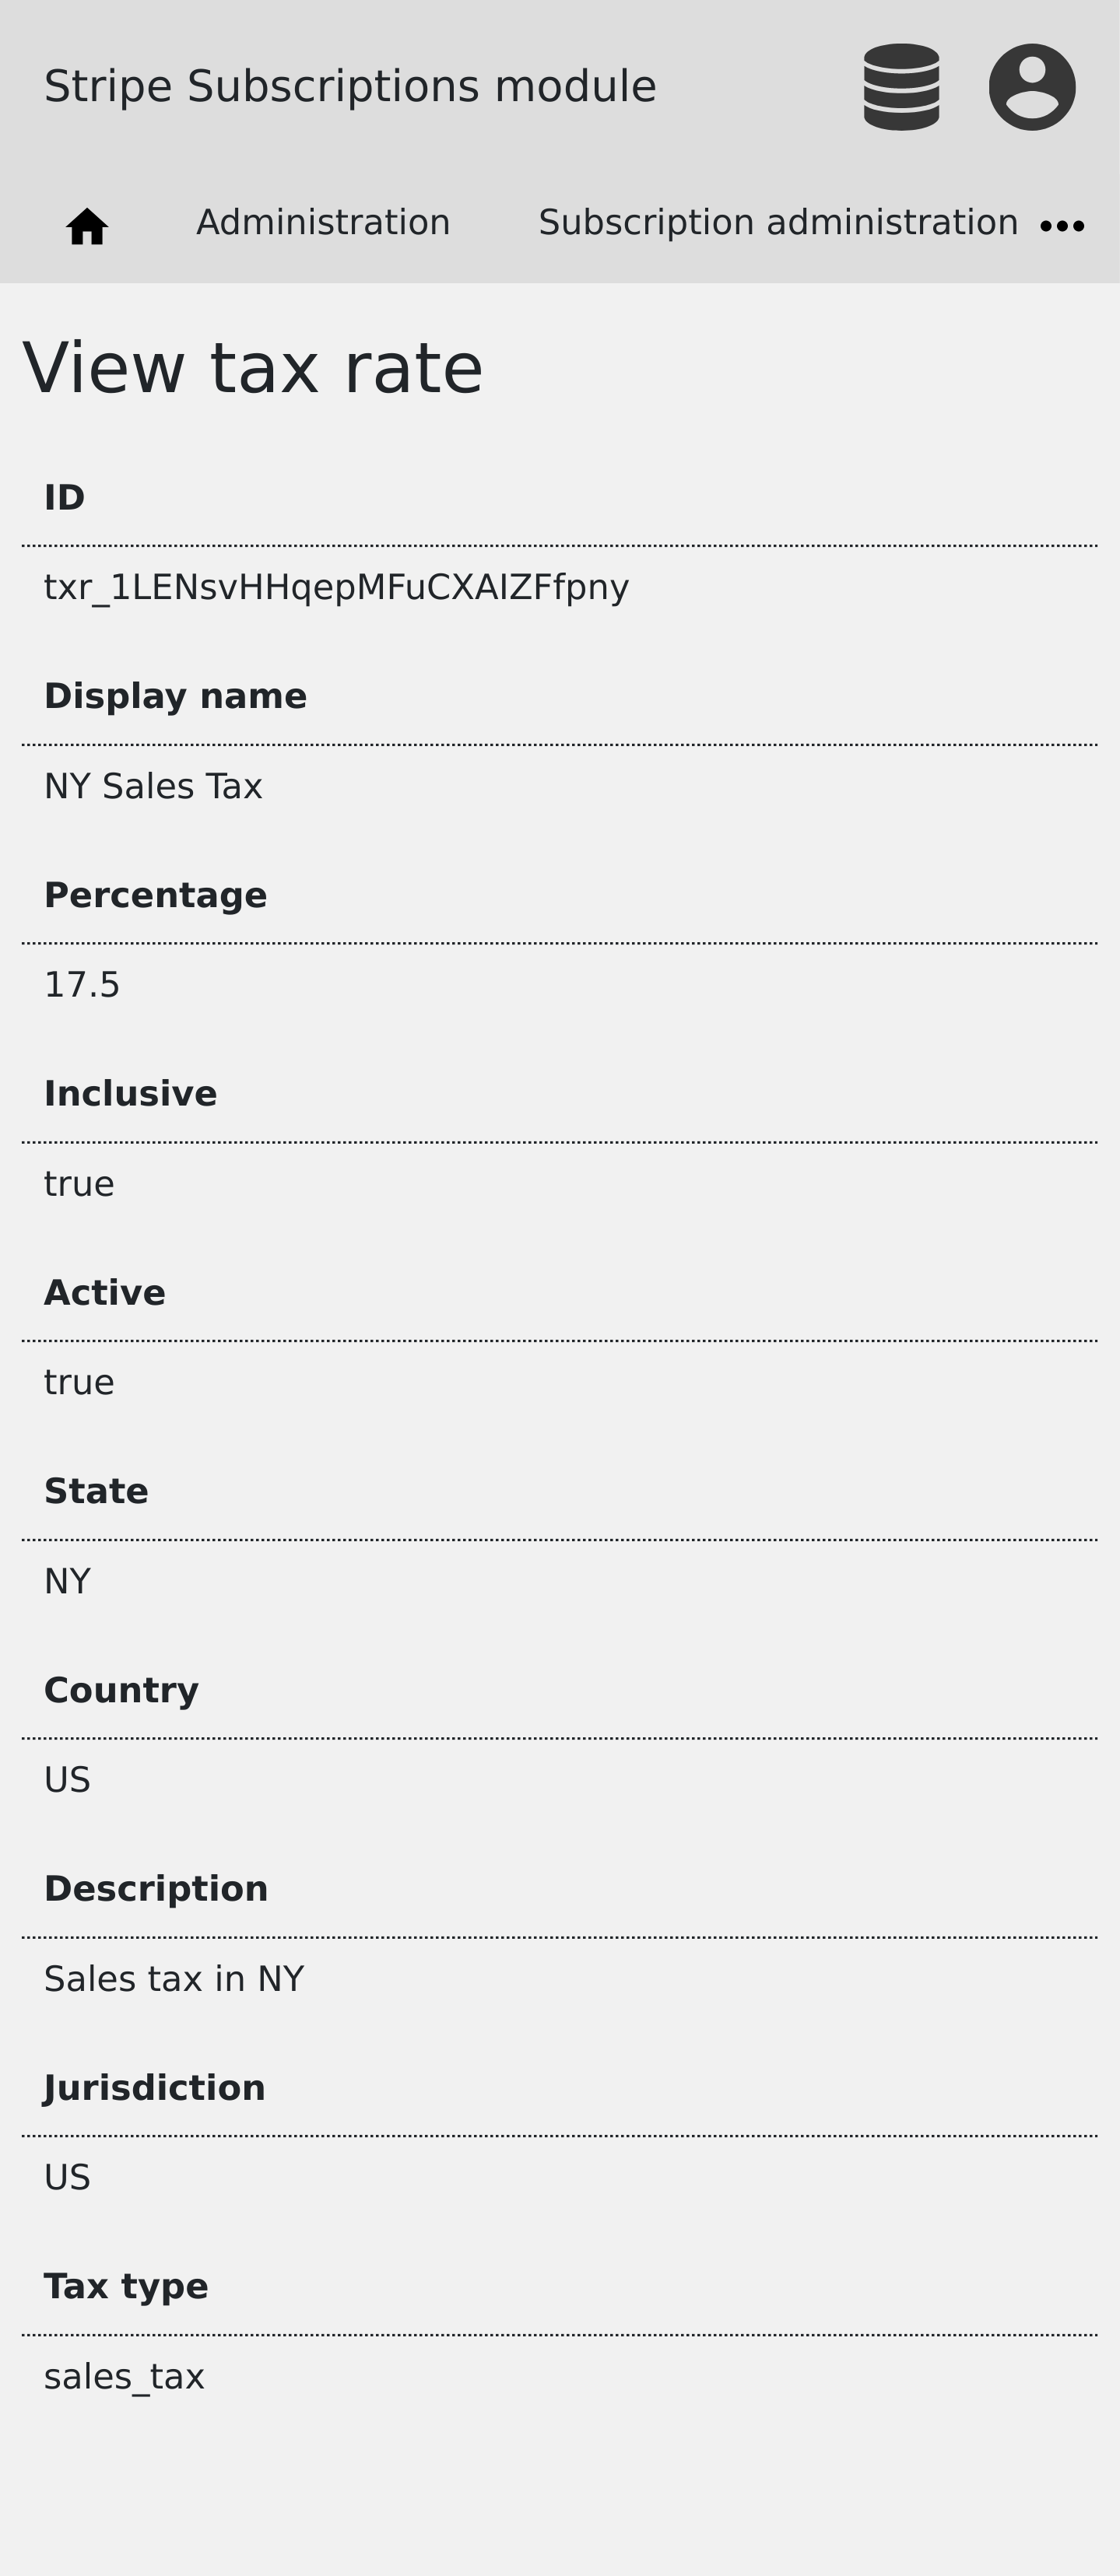 Stripe Subscriptions module
Administration Subscription administration
View tax rate
ID
txr_1LENsvHHqepMFuCXAIZFfpny
Display name
NY Sales Tax
Percentage
17.5
Inclusive
true
Active
true
State
NY
Country
US
Description
Sales tax in NY
Jurisdiction
US
Tax type
sales_tax